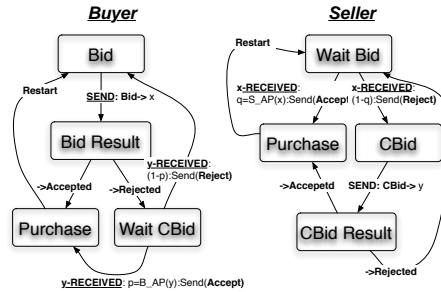 Buyer
Bid
Restart
SEND: Bid-> x
Bid Result
y-RECEIVED:
(1-p):Send(Reject)
->Accepted
->Rejected
Purchase
Wait CBid
y-RECEIVED: p=B_AP(y):Send(Accept)
Seller
Restart
Wait Bid
x-RECEIVED:
q=S_AP(x):Send(Accept)
x-RECEIVED:
(1-q):Send(Reject)
Purchase
CBid
->Accepetd
SEND: CBid-> y
CBid Result
->Rejected